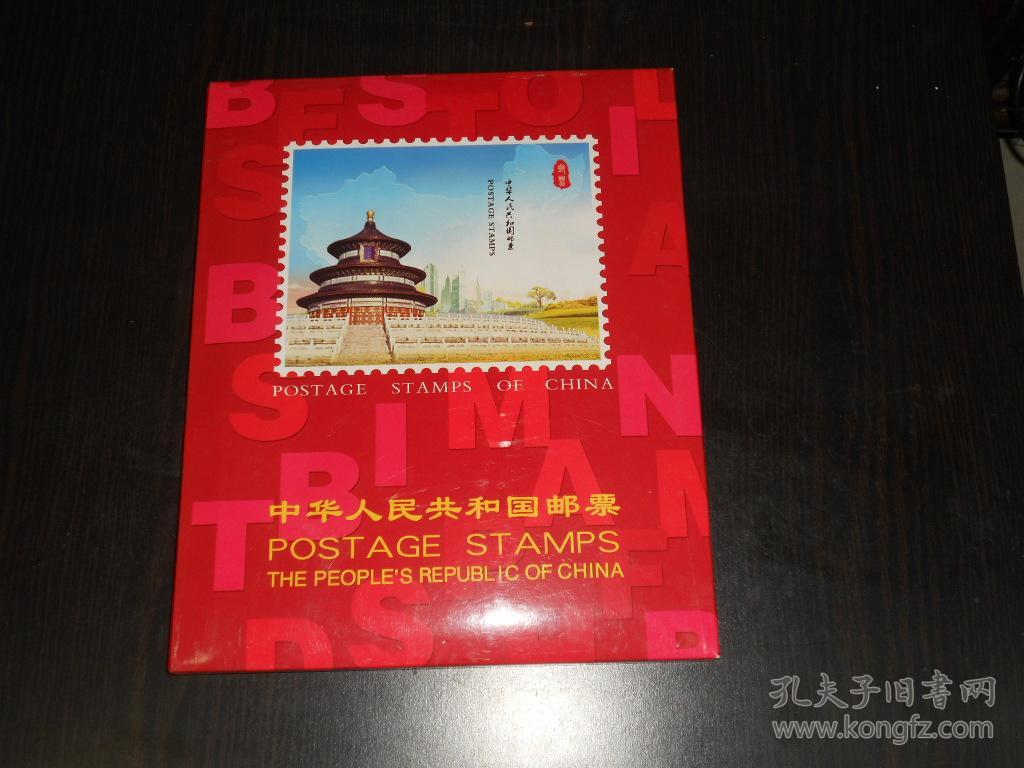 邮票
中华人民共和国邮票
POSTAGE STAMPS
POSTAGE STAMPS OF CHINA
中华人民共和国邮票
POSTAGE STAMPS
THE PEOPLE'S REPUBLIC OF CHINA
孔夫子旧书网
www.kongfz.com